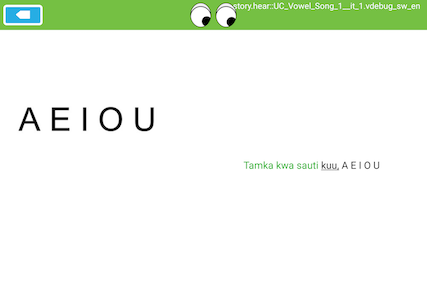 story.hear::UC_Vowel_Song_1__it_1.vdebug_sw_en
A E I O U
Tamka kwa sauti kuu, A E I O U